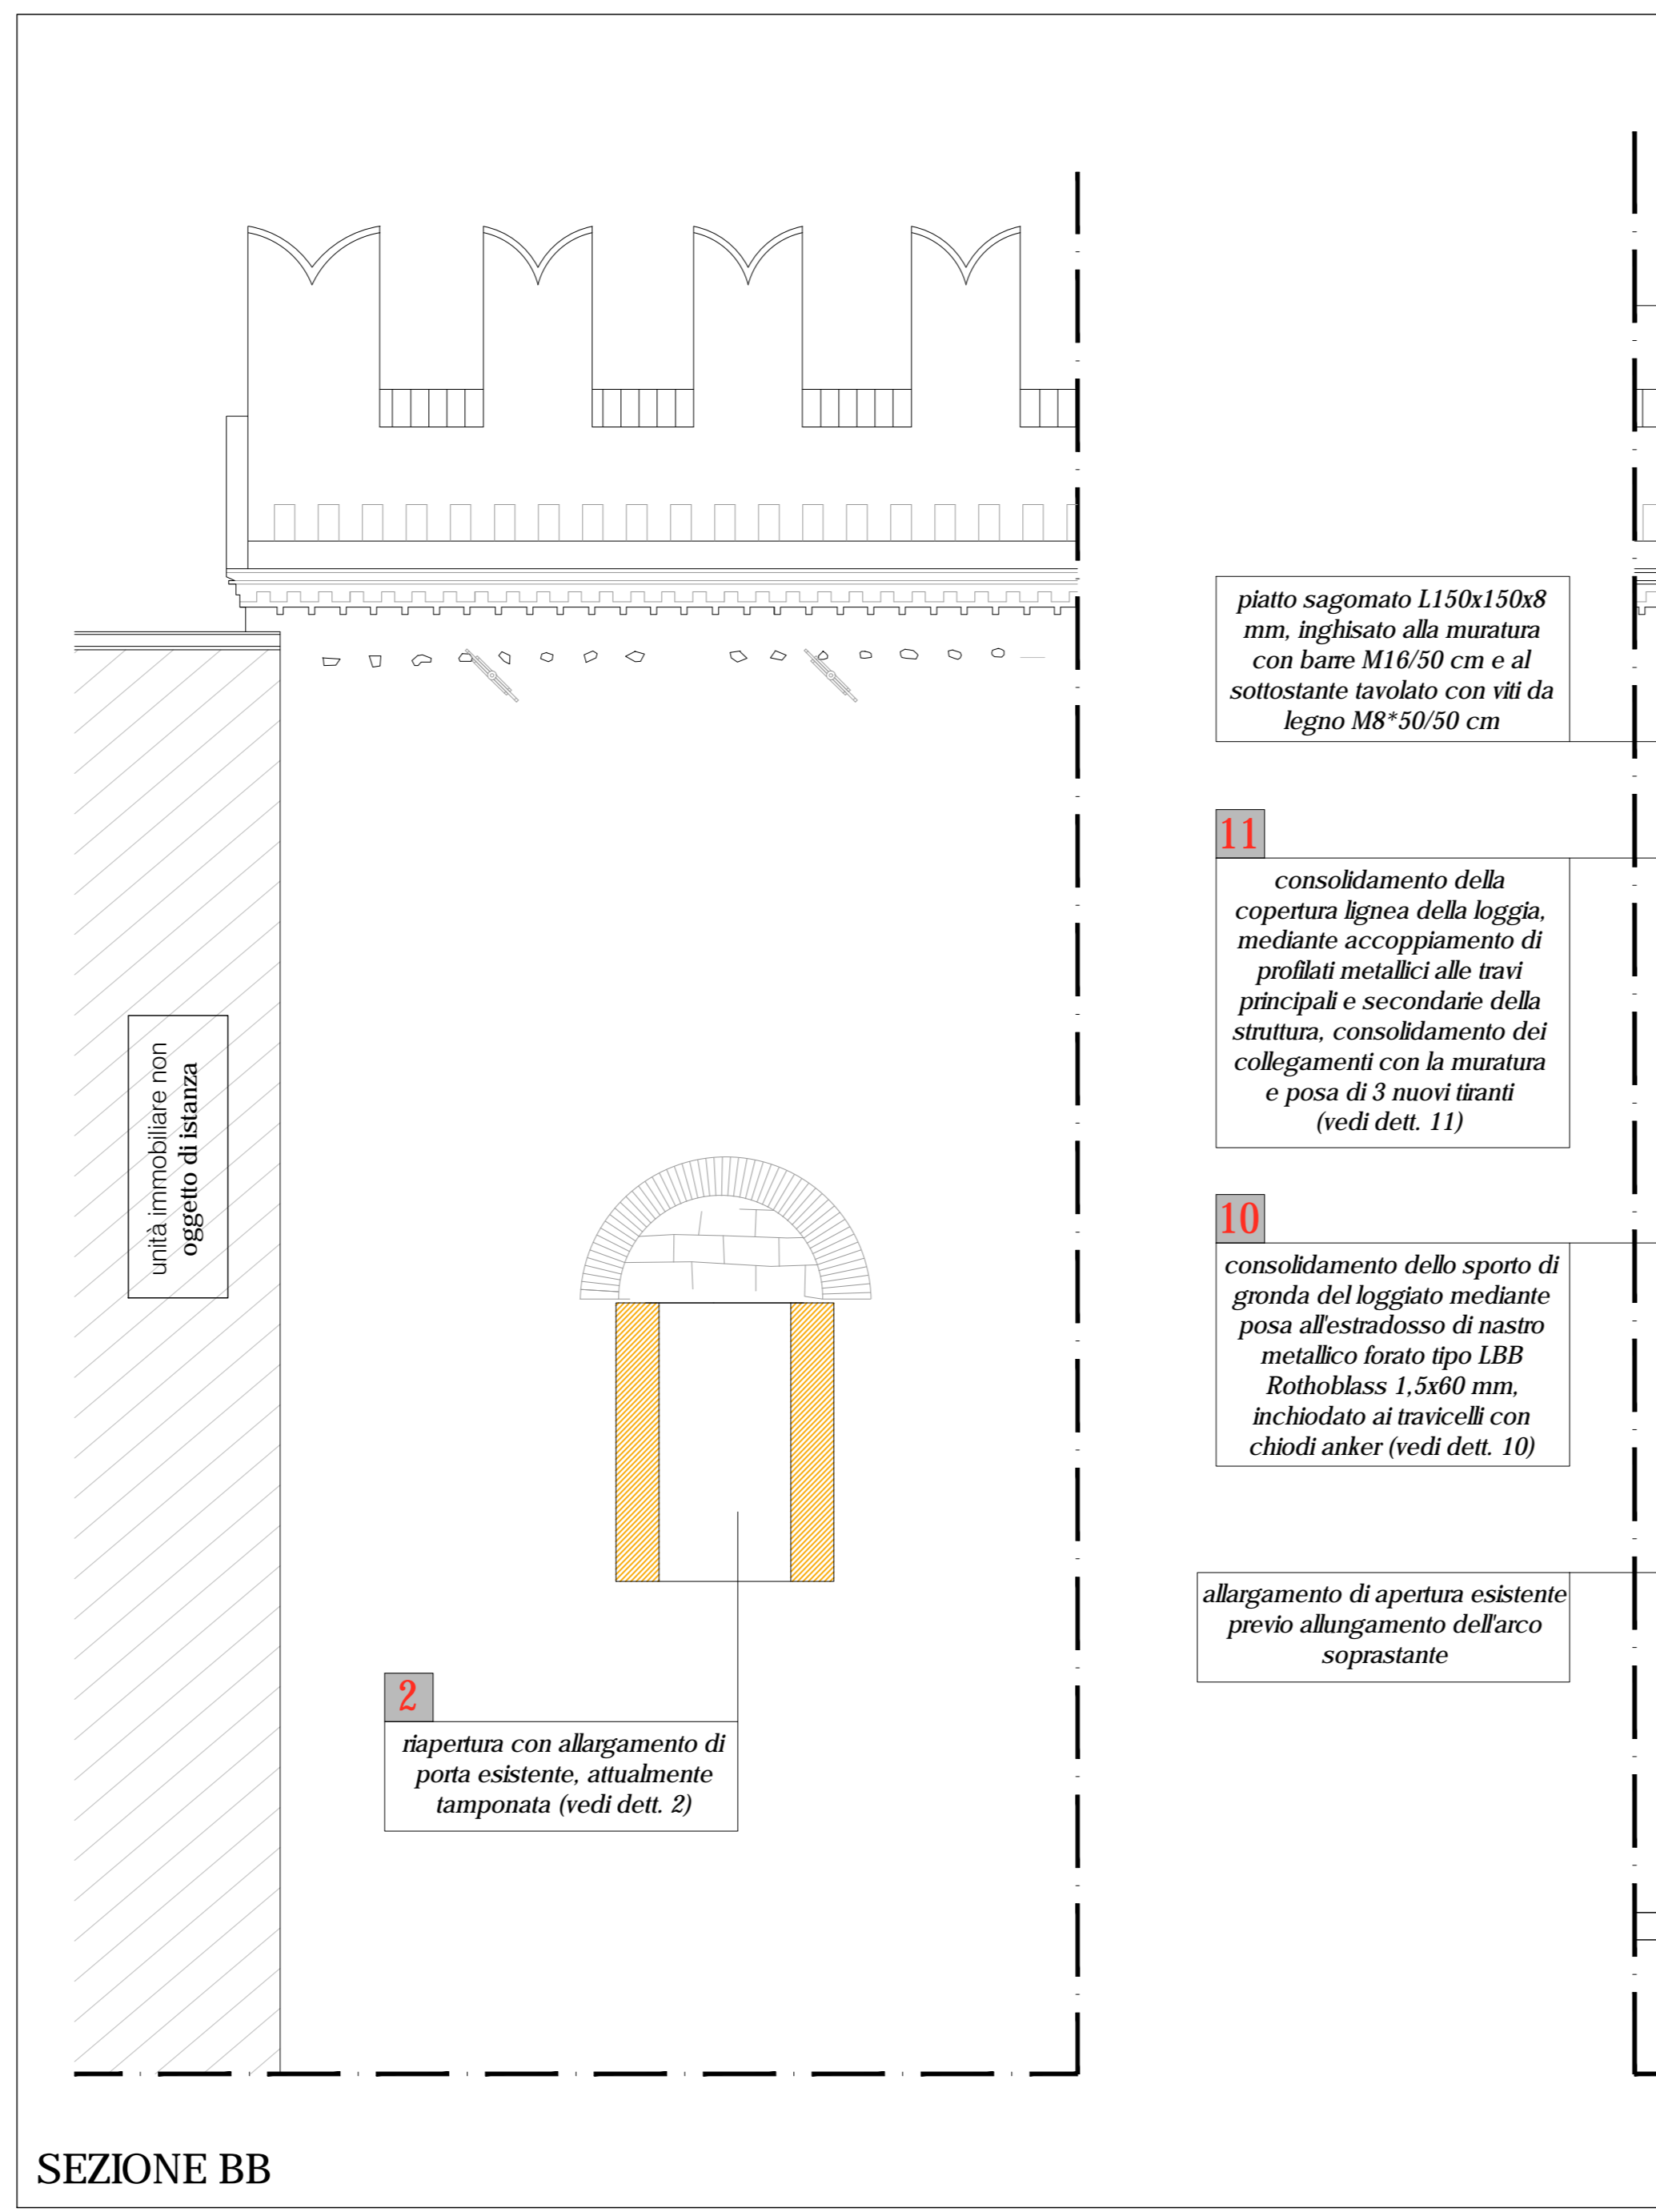 piatto sagomato L150x150x8
mm, inghisato alla muratura
con barre M16/50 cm e al
sottostante tavolato con viti da
legno M8*50/50 cm
11
consolidamento della
copertura lignea della loggia,
mediante accoppiamento di
profilati metallici alle travi
principali e secondarie della
struttura, consolidamento dei
collegamenti con la muratura
e posa di 3 nuovi tiranti
(vedi dett. 11)
unità immobiliare non
oggetto di istanza
10
consolidamento dello sporto di
gronda del loggiato mediante
posa all'estradosso di nastro
metallico forato tipo LBB
Rothoblass 1,5x60 mm,
inchiodato ai travicelli con
chiodi anker (vedi dett. 10)
allargamento di apertura esistente
previo allungamento dell'arco
soprastante
2
riapertura con allargamento di
porta esistente, attualmente
tamponata (vedi dett. 2)
SEZIONE BB